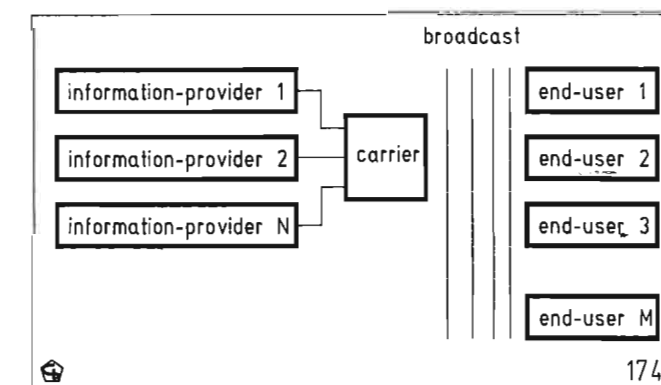 broadcast
information-provider 1
information-provider 2
information-provider N
carrier
end-user 1
end-user 2
end-user 3
end-user M
174